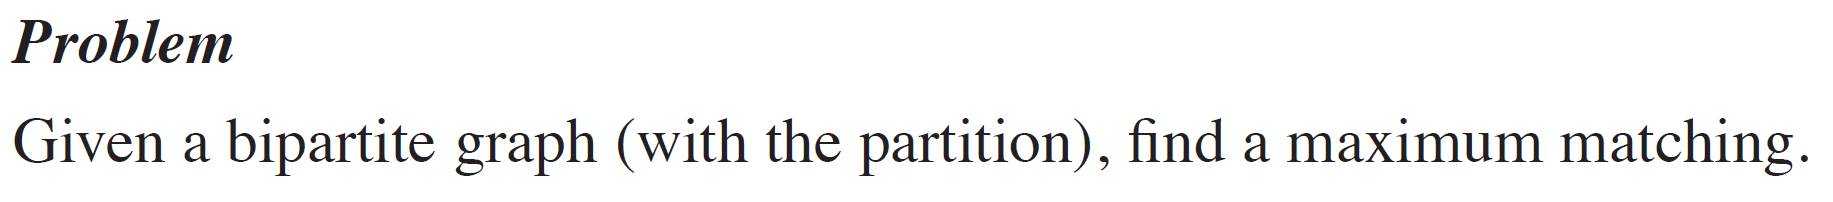 Problem
Given a bipartite graph (with the partition), find a maximum matching.